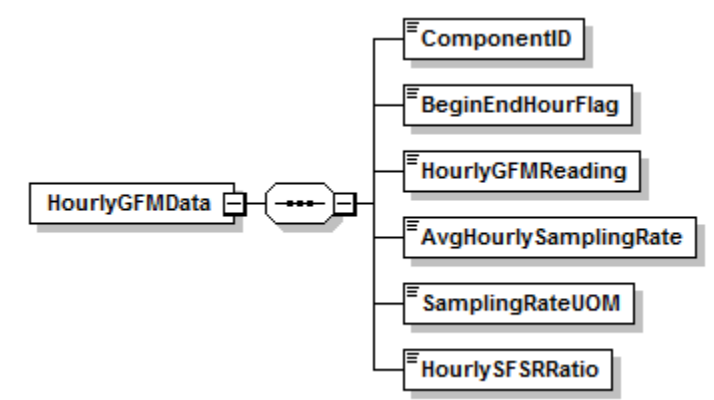 ComponentID
BeginEndHourFlag
HourlyGFMReading
HourlyGFMData
AvgHourlySamplingRate
SamplingRateUOM
HourlySFSRRatio